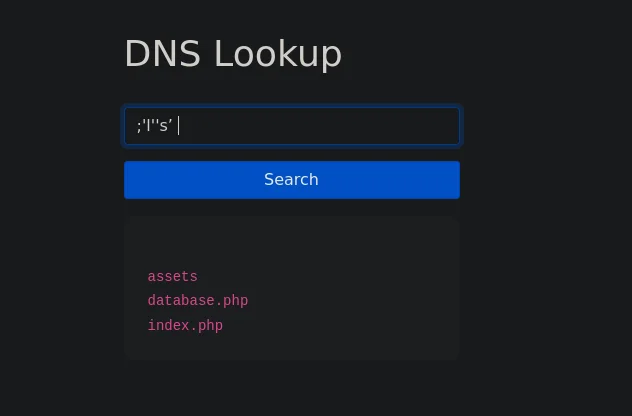 DNS Lookup
;'l''s’
Search
assets
database.php
index.php